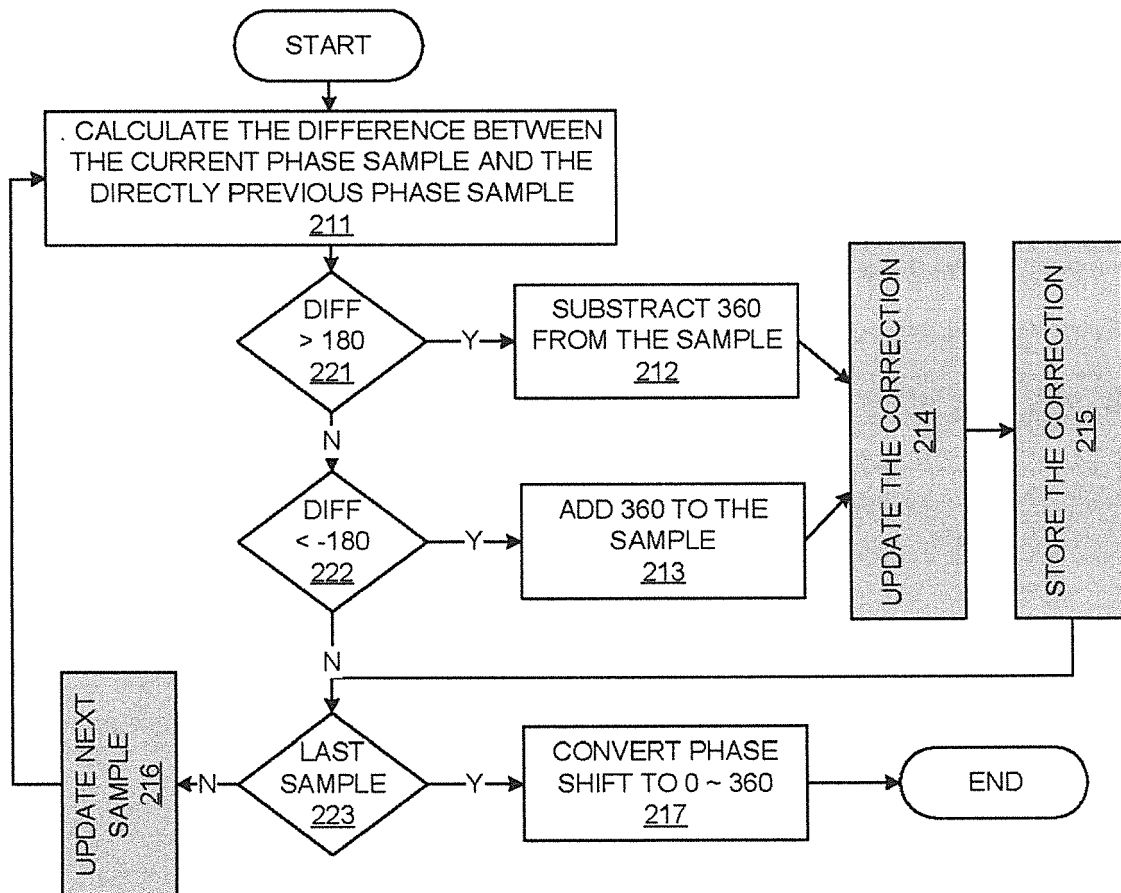 START
. CALCULATE THE DIFFERENCE BETWEEN
THE CURRENT PHASE SAMPLE AND THE
DIRECTLY PREVIOUS PHASE SAMPLE
211
DIFF
> 180
221
Y
SUBSTRACT 360
FROM THE SAMPLE
212
UPDATE THE CORRECTION
214
STORE THE CORRECTION
215
N
DIFF
< -180
222
Y
ADD 360 TO THE
SAMPLE
213
N
LAST
SAMPLE
223
N
UPDATE NEXT
SAMPLE
216
Y
CONVERT PHASE
SHIFT TO 0 ~ 360
217
END